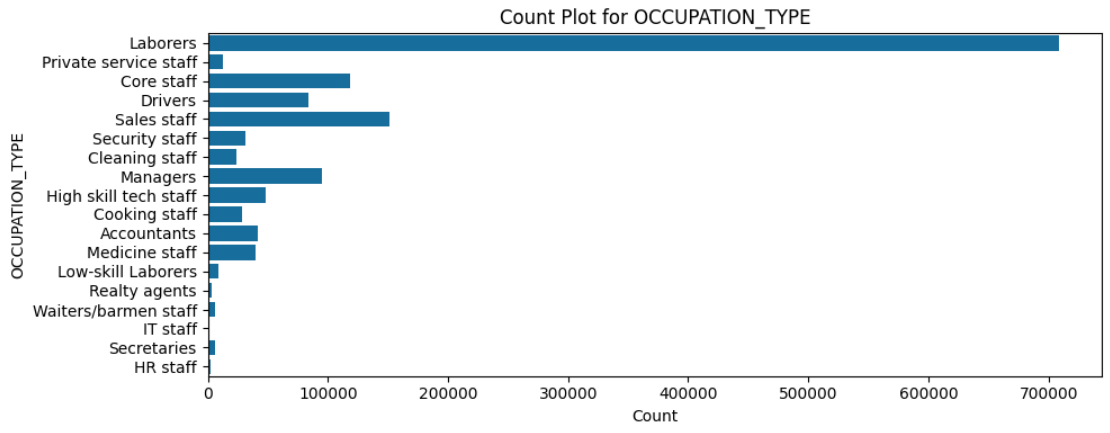 Count Plot for OCCUPATION_TYPE
OCCUPATION_TYPE
Laborers
Private service staff
Core staff
Drivers
Sales staff
Security staff
Cleaning staff
Managers
High skill tech staff
Cooking staff
Accountants
Medicine staff
Low-skill Laborers
Realty agents
Waiters/barmen staff
IT staff
Secretaries
HR staff
0 100000 200000 300000 400000 500000 600000 700000
Count